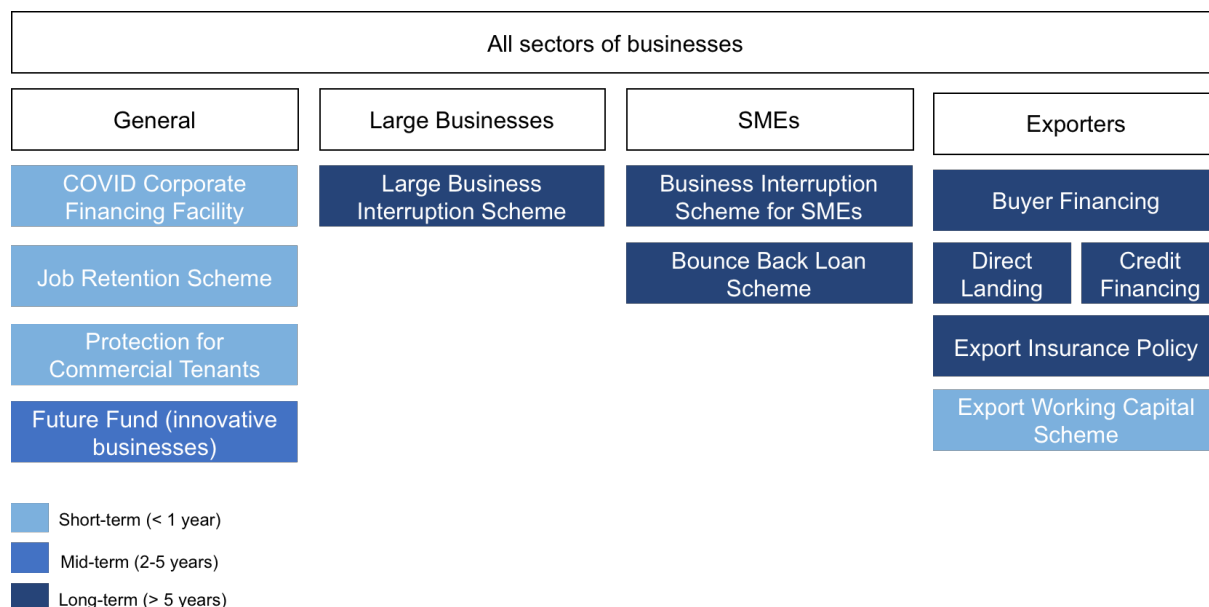 All sectors of businesses
General
Large Businesses
SMEs
Exporters
COVID Corporate
Financing Facility
Job Retention Scheme
Protection for
Commercial Tenants
Future Fund (innovative
businesses)
Large Business
Interruption Scheme
Business Interruption
Scheme for SMEs
Bounce Back Loan
Scheme
Buyer Financing
Direct
Landing
Credit
Financing
Export Insurance Policy
Export Working Capital
Scheme
Short-term (< 1 year)
Mid-term (2-5 years)
Long-term (> 5 years)